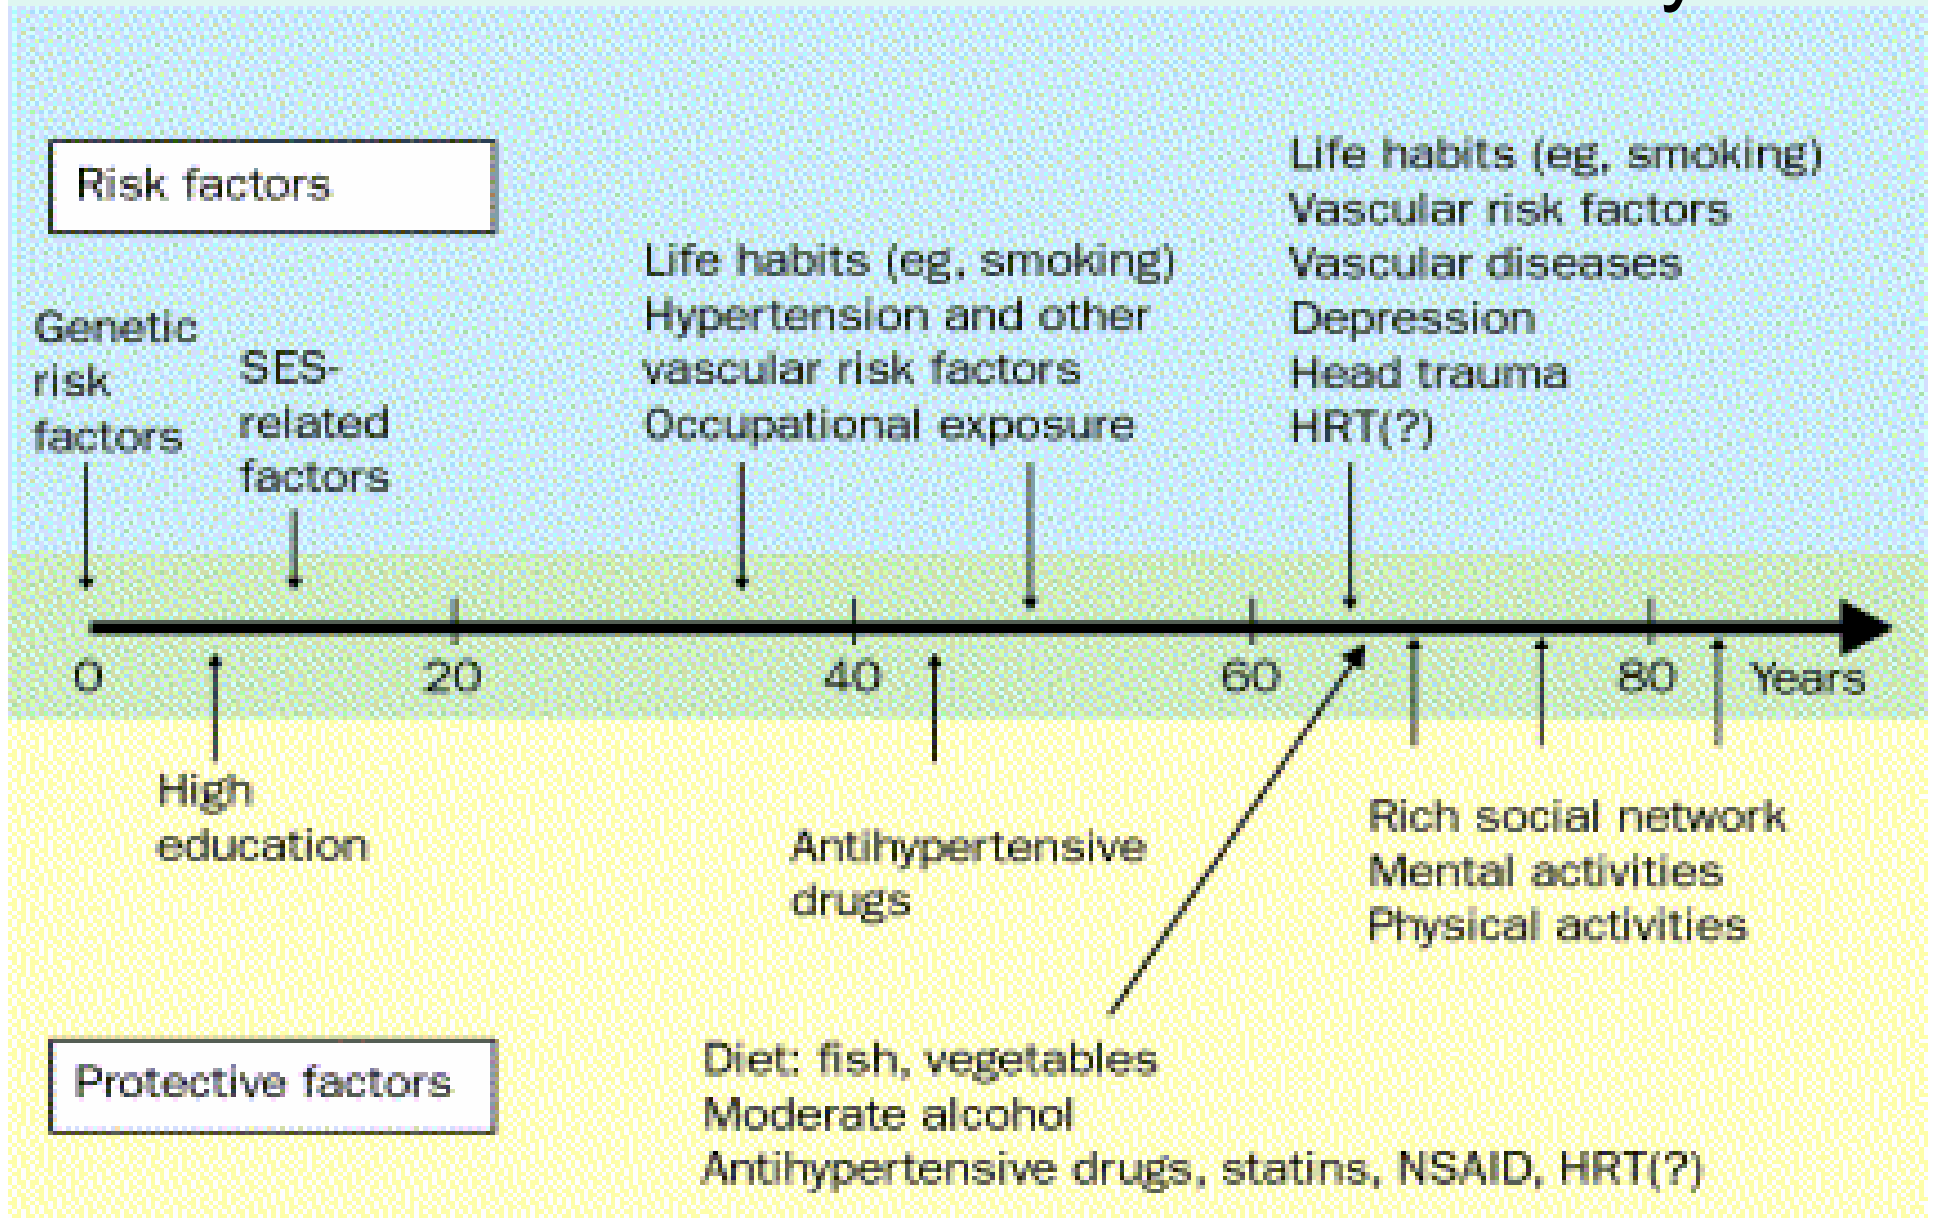 Risk factors
Genetic
risk
factors
SES-
related
factors
Life habits (eg, smoking)
Hypertension and other
vascular risk factors
Occupational exposure
Life habits (eg, smoking)
Vascular risk factors
Vascular diseases
Depression
Head trauma
HRT(?)
0 20 40 60 80 Years
High
education
Antihypertensive
drugs
Rich social network
Mental activities
Physical activities
Protective factors
Diet: fish, vegetables
Moderate alcohol
Antihypertensive drugs, statins, NSAID, HRT(?)